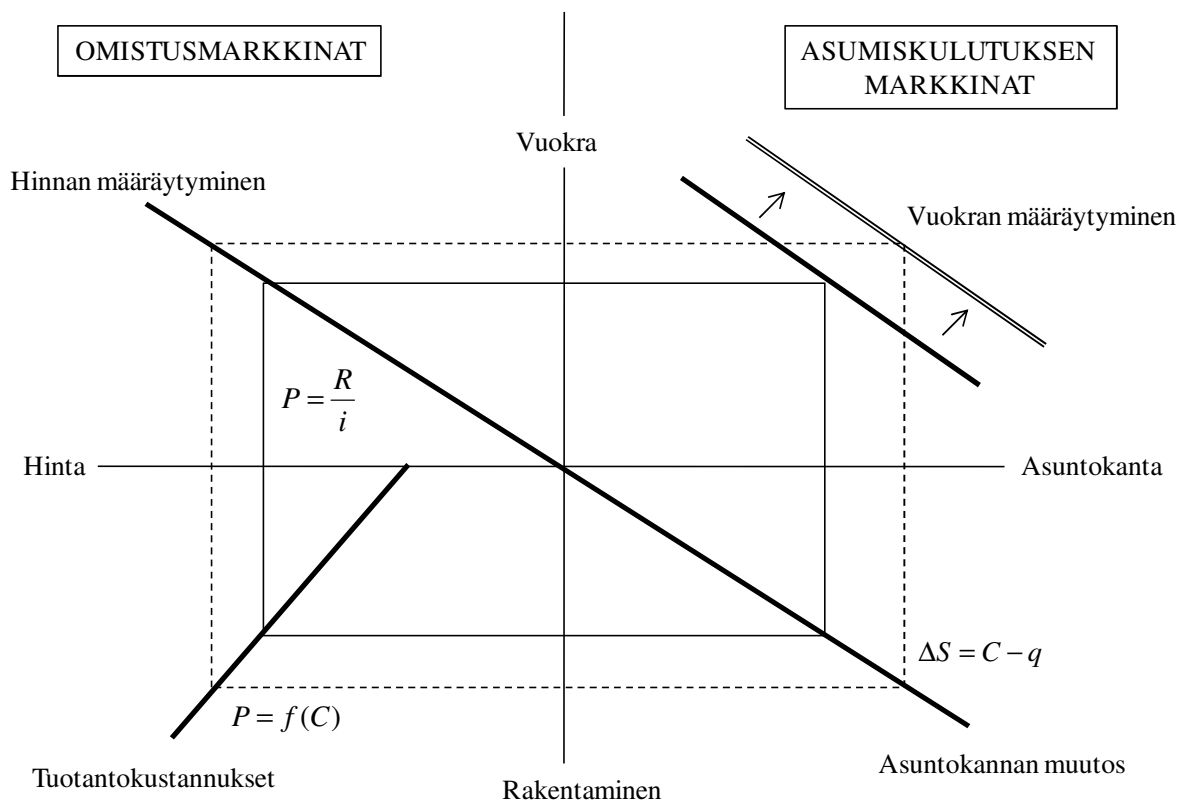 OMISTUSMARKKINAT
ASUMISKULUTUKSEN
MARKKINAT
Vuokra
Hinnan määräytyminen
Vuokran määräytyminen
P = R / i
Hinta
Asuntokanta
ΔS = C − q
P = f(C)
Tuotantokustannukset
Rakentaminen
Asuntokannan muutos